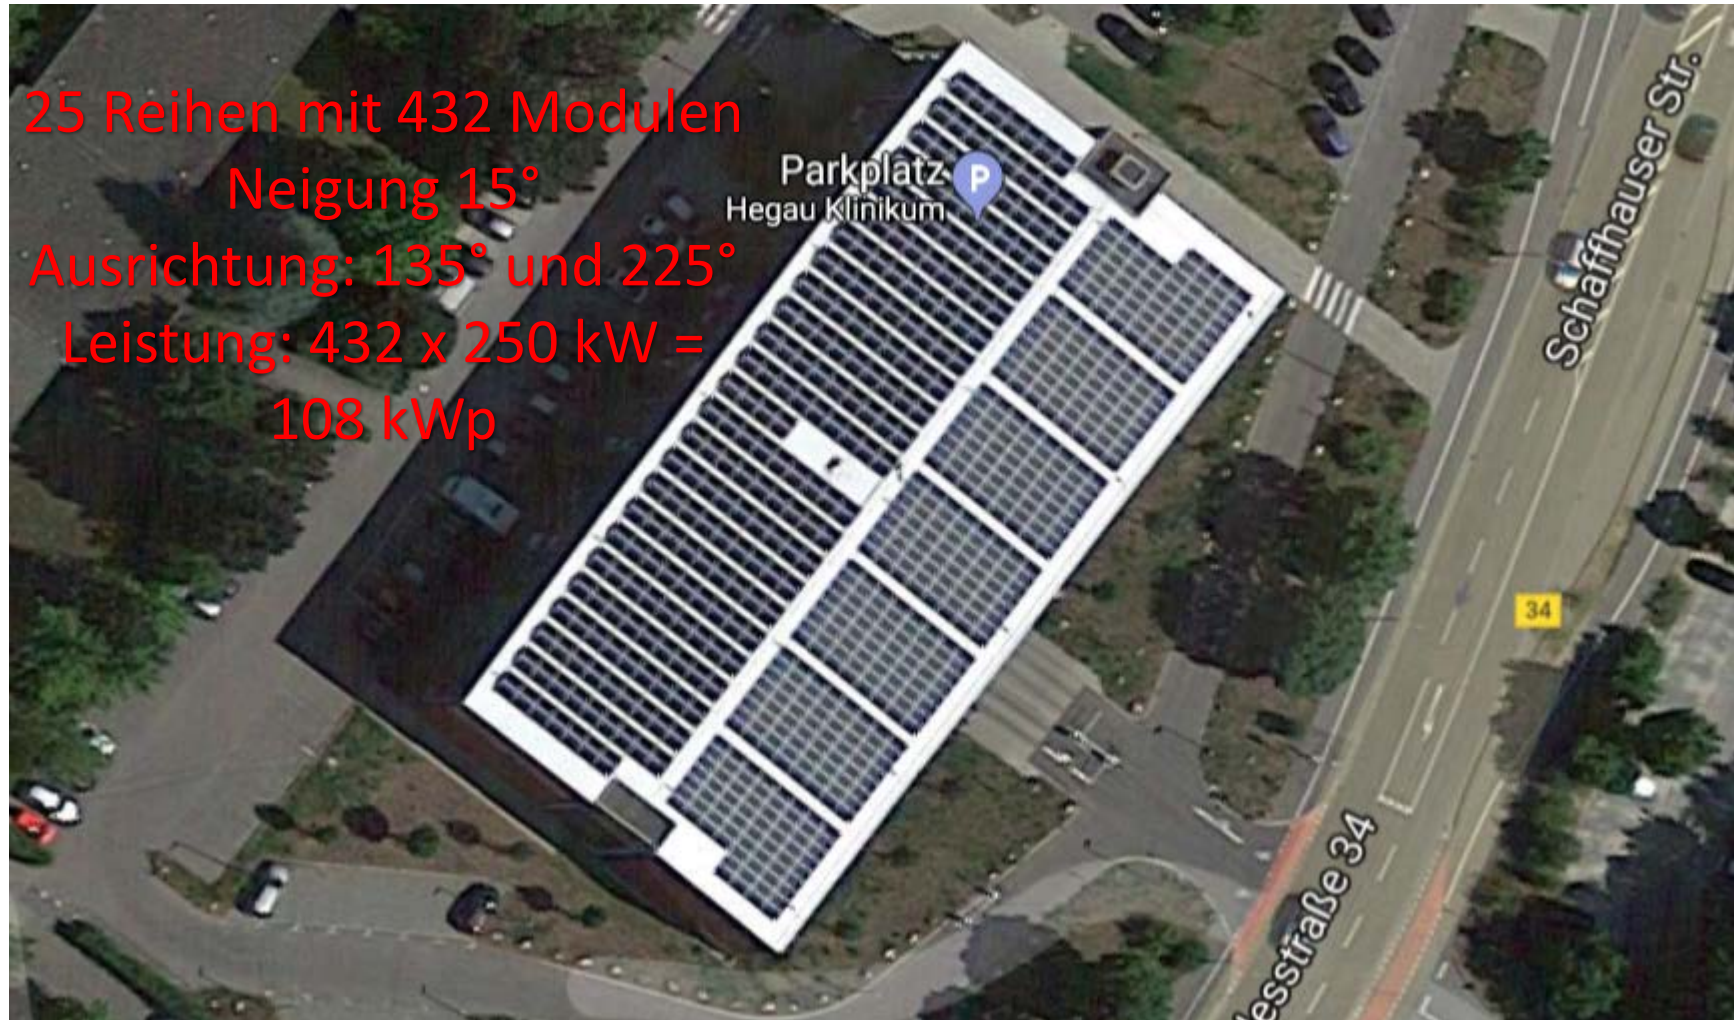 25 Reihen mit 432 Modulen
Neigung 15°
Ausrichtung: 135° und 225°
Leistung: 432 x 250 kW =
108 kWp
Parkplatz
P
Hegau Klinikum
Schaffhauser Str.
34
desstraße 34